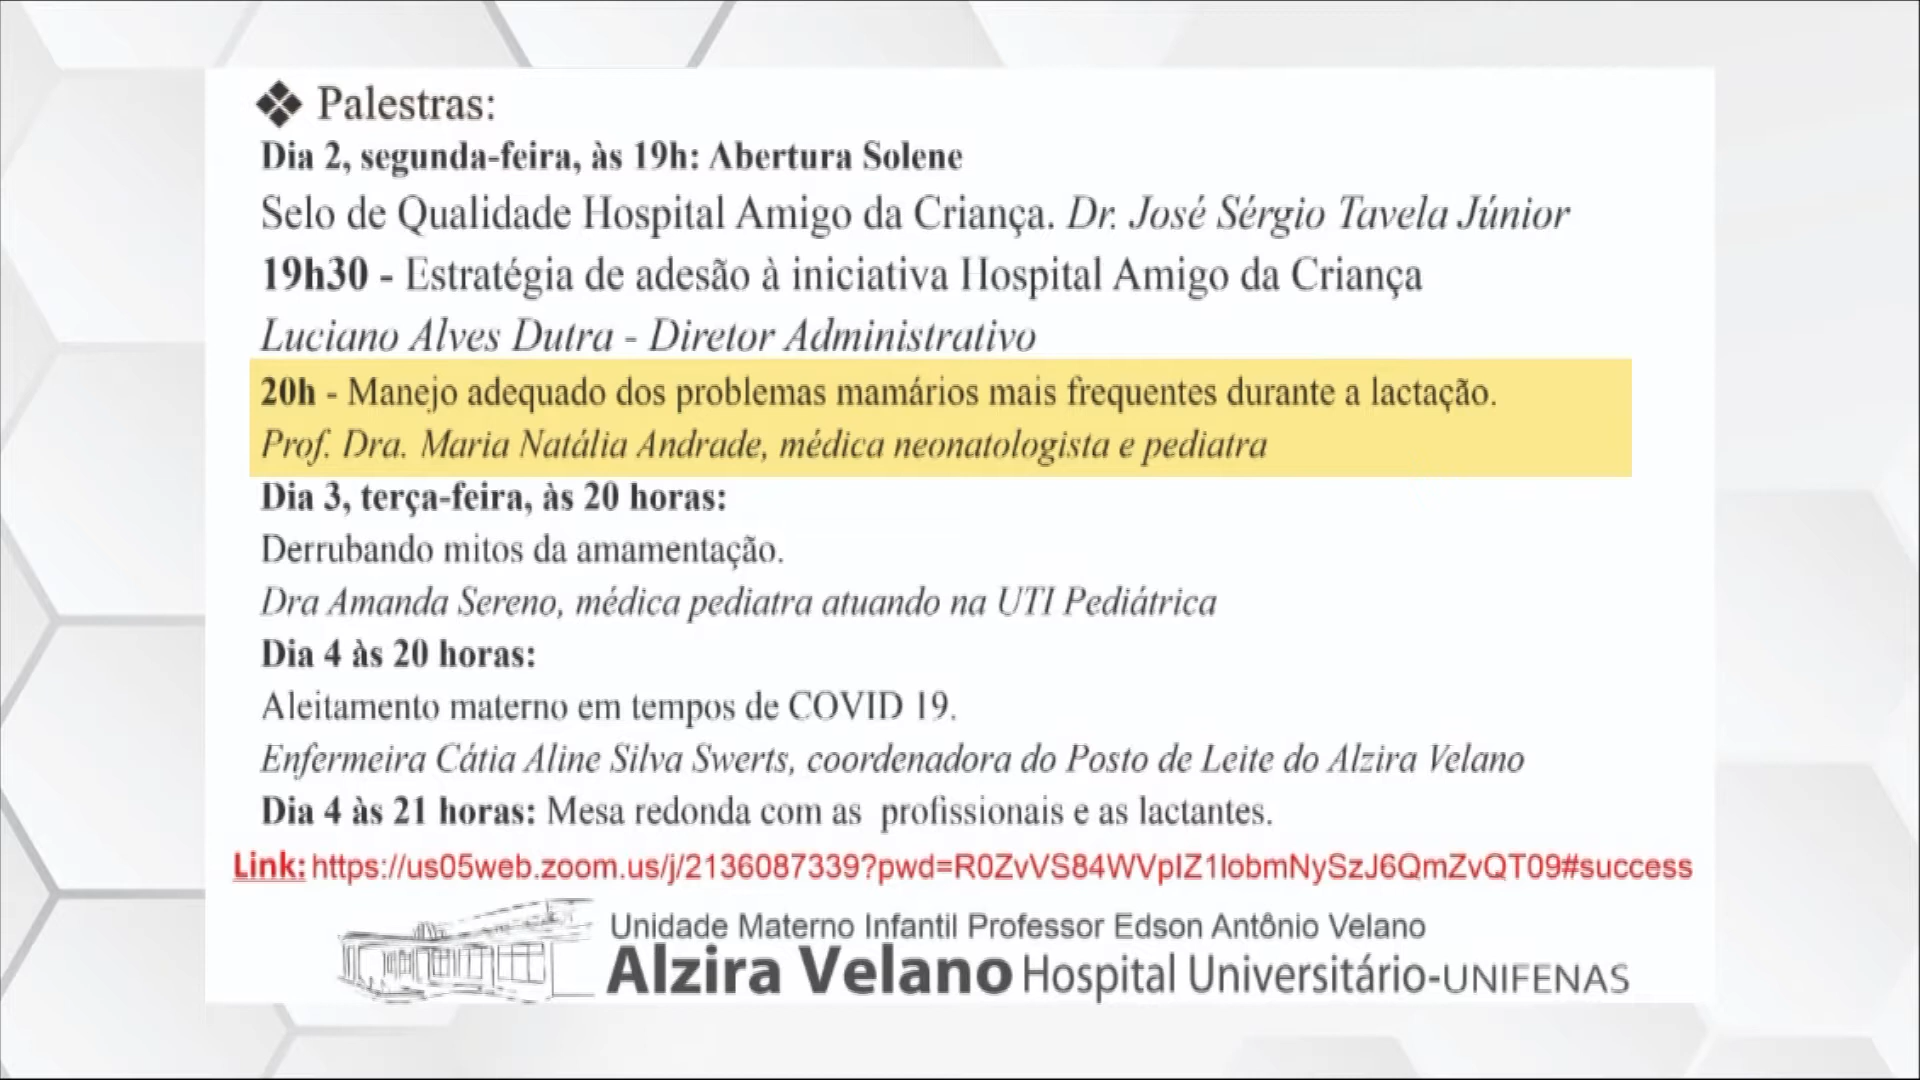 Palestras:
Dia 2, segunda-feira, às 19h: Abertura Solene
Selo de Qualidade Hospital Amigo da Criança. Dr. José Sérgio Tavela Júnior
19h30 - Estratégia de adesão à iniciativa Hospital Amigo da Criança
Luciano Alves Dutra - Diretor Administrativo
20h - Manejo adequado dos problemas mamários mais frequentes durante a lactação.
Prof. Dra. Maria Natália Andrade, médica neonatologista e pediatra
Dia 3, terça-feira, às 20 horas:
Derrubando mitos da amamentação.
Dra Amanda Sereno, médica pediatra atuando na UTI Pediátrica
Dia 4 às 20 horas:
Aleitamento materno em tempos de COVID 19.
Enfermeira Cátia Aline Silva Swerts, coordenadora do Posto de Leite do Alzira Velano
Dia 4 às 21 horas: Mesa redonda com as profissionais e as lactantes.
Link: https://us05web.zoom.us/j/2136087339?pwd=R0ZvVS84WVpIZ1lobmNySzJ6QmZvQT09#success
Unidade Materno Infantil Professor Edson Antônio Velano
Alzira Velano Hospital Universitário-UNIFENAS